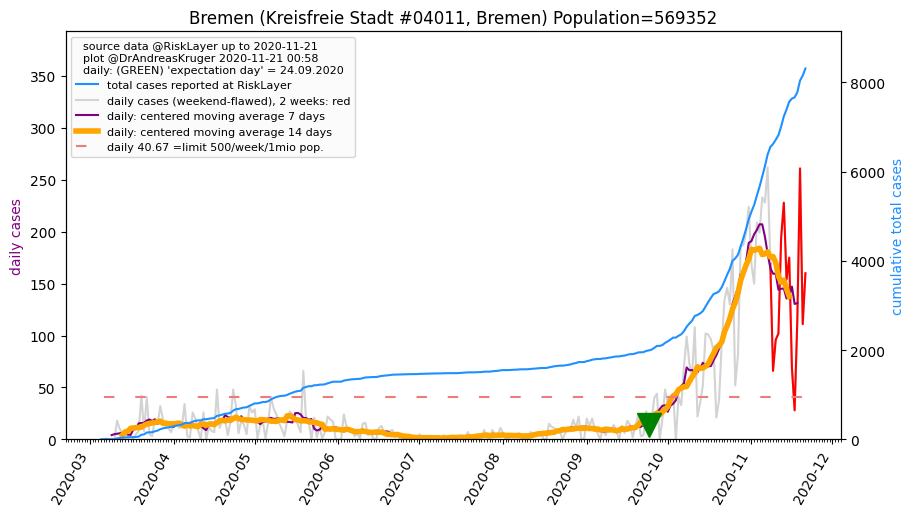 Bremen (Kreisfreie Stadt #04011, Bremen) Population=569352
source data @RiskLayer up to 2020-11-21
plot @DrAndreasKruger 2020-11-21 00:58
daily: (GREEN) 'expectation day' = 24.09.2020
total cases reported at RiskLayer
daily cases (weekend-flawed), 2 weeks: red
daily: centered moving average 7 days
daily: centered moving average 14 days
daily 40.67 =limit 500/week/1mio pop.
daily cases
350
300
250
200
150
100
50
0
8000
6000
4000
2000
0
cumulative total cases
2020-03
2020-04
2020-05
2020-06
2020-07
2020-08
2020-09
2020-10
2020-11
2020-12